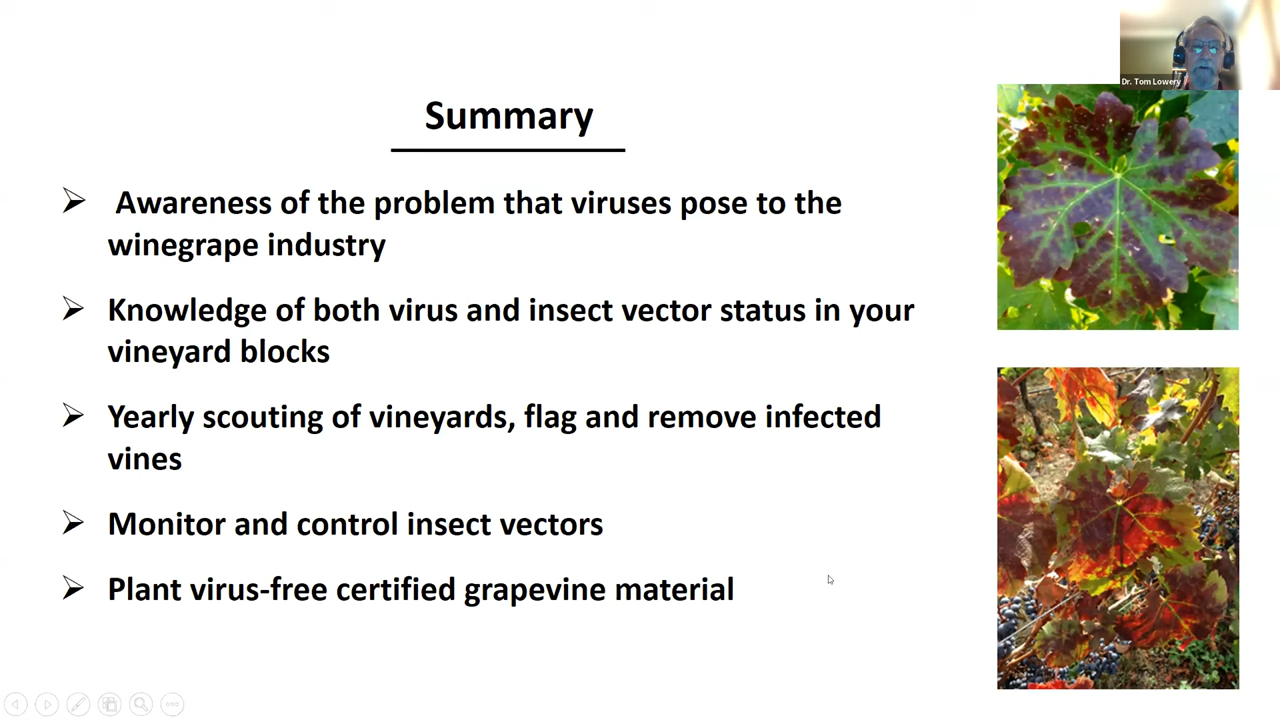 Dr. Tom Lowery
Summary
Awareness of the problem that viruses pose to the
winegrape industry
Knowledge of both virus and insect vector status in your
vineyard blocks
Yearly scouting of vineyards, flag and remove infected
vines
Monitor and control insect vectors
Plant virus-free certified grapevine material